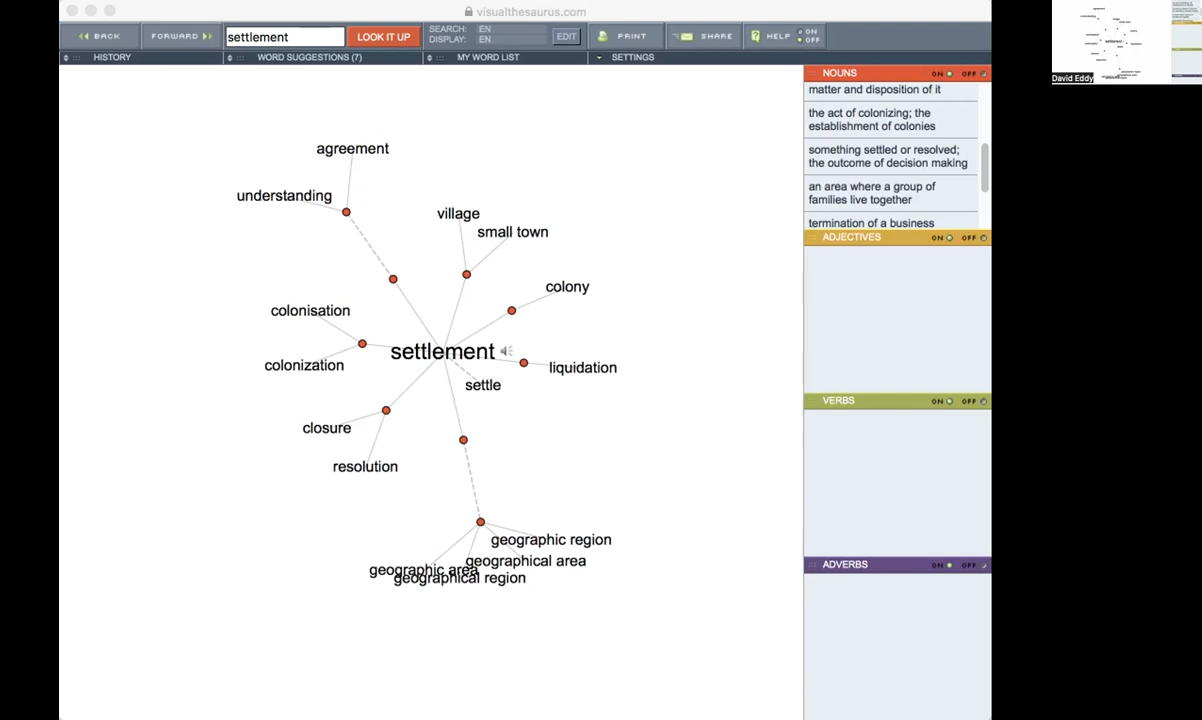 visualthesaurus.com
BACK
FORWARD
settlement
LOOK IT UP
SEARCH: EN
DISPLAY: EN
EDIT
PRINT
SHARE
HELP
ON
OFF
HISTORY
WORD SUGGESTIONS (7)
MY WORD LIST
SETTINGS
agreement
understanding
village
small town
colony
colonisation
settlement
colonization
liquidation
settle
closure
resolution
geographic region
geographical area
geographic area
geographical region
NOUNS ON OFF
matter and disposition of it
the act of colonizing; the
establishment of colonies
something settled or resolved;
the outcome of decision making
an area where a group of
families live together
termination of a business
ADJECTIVES ON OFF
VERBS ON OFF
ADVERBS ON OFF
David Eddy